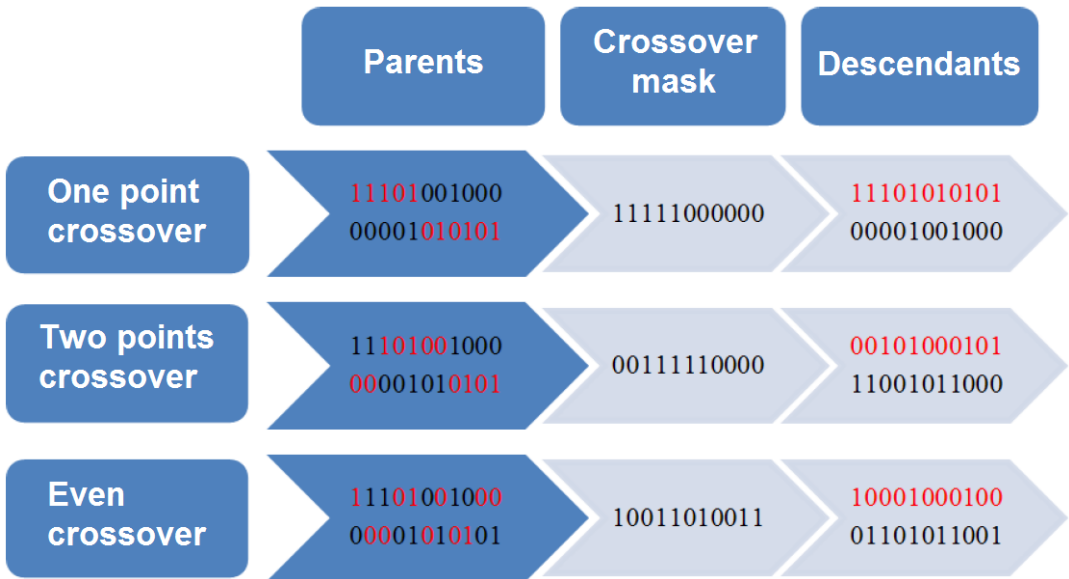 Parents
Crossover
mask
Descendants
One point
crossover
11101001000
00001010101
11111000000
11101010101
00001001000
Two points
crossover
11101001000
00001010101
00111110000
00101000101
11001011000
Even
crossover
11101001000
00001010101
10011010011
10001000100
01101011001